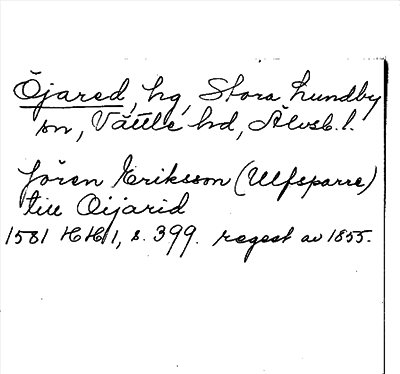 Öjared, hg, Stora Lundby
sn, Vättle hd, Älvsb. l.
Jören Eriksson (Ulfsparre)
till Oijarid
1581 HH 1, s. 399. regest av 1855.